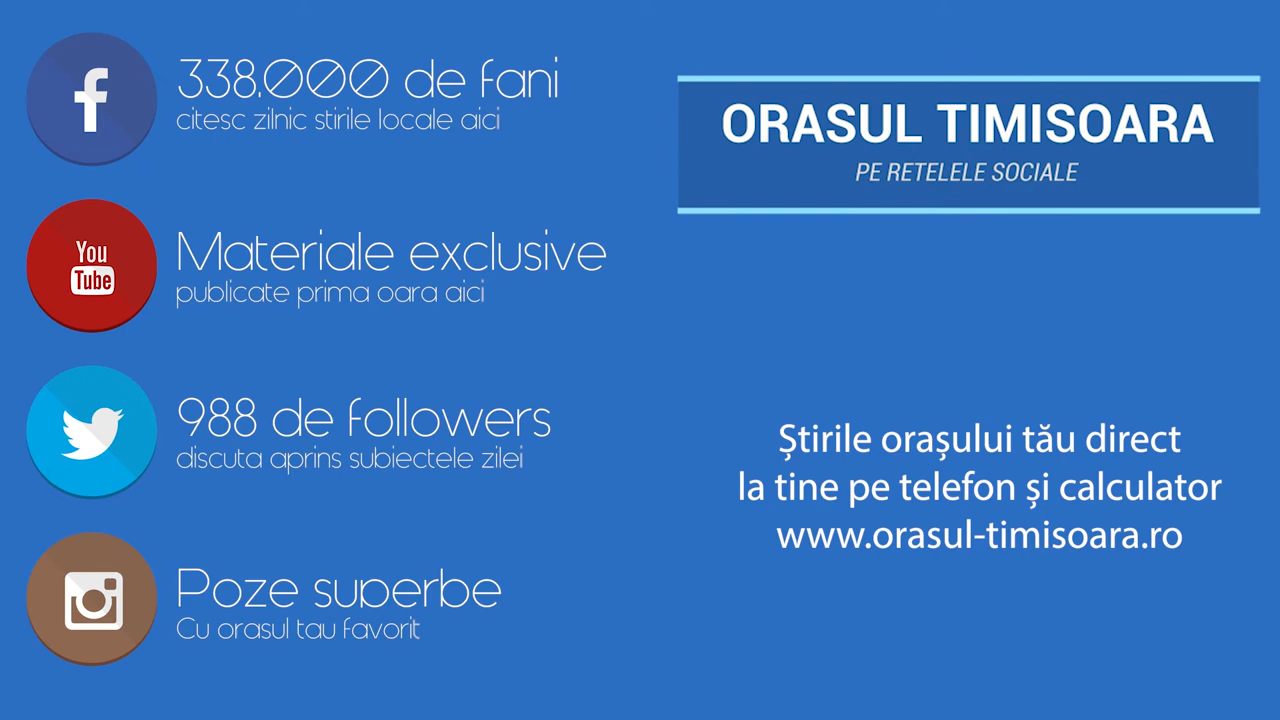 338.000 de fani
citesc zilnic stirile locale aici
You
Tube
Materiale exclusive
publicate prima oara aici
988 de followers
discuta aprins subiectele zilei
Poze superbe
Cu orasul tau favorit
ORASUL TIMISOARA
PE RETELELE SOCIALE
Știrile orașului tău direct
la tine pe telefon și calculator
www.orasul-timisoara.ro